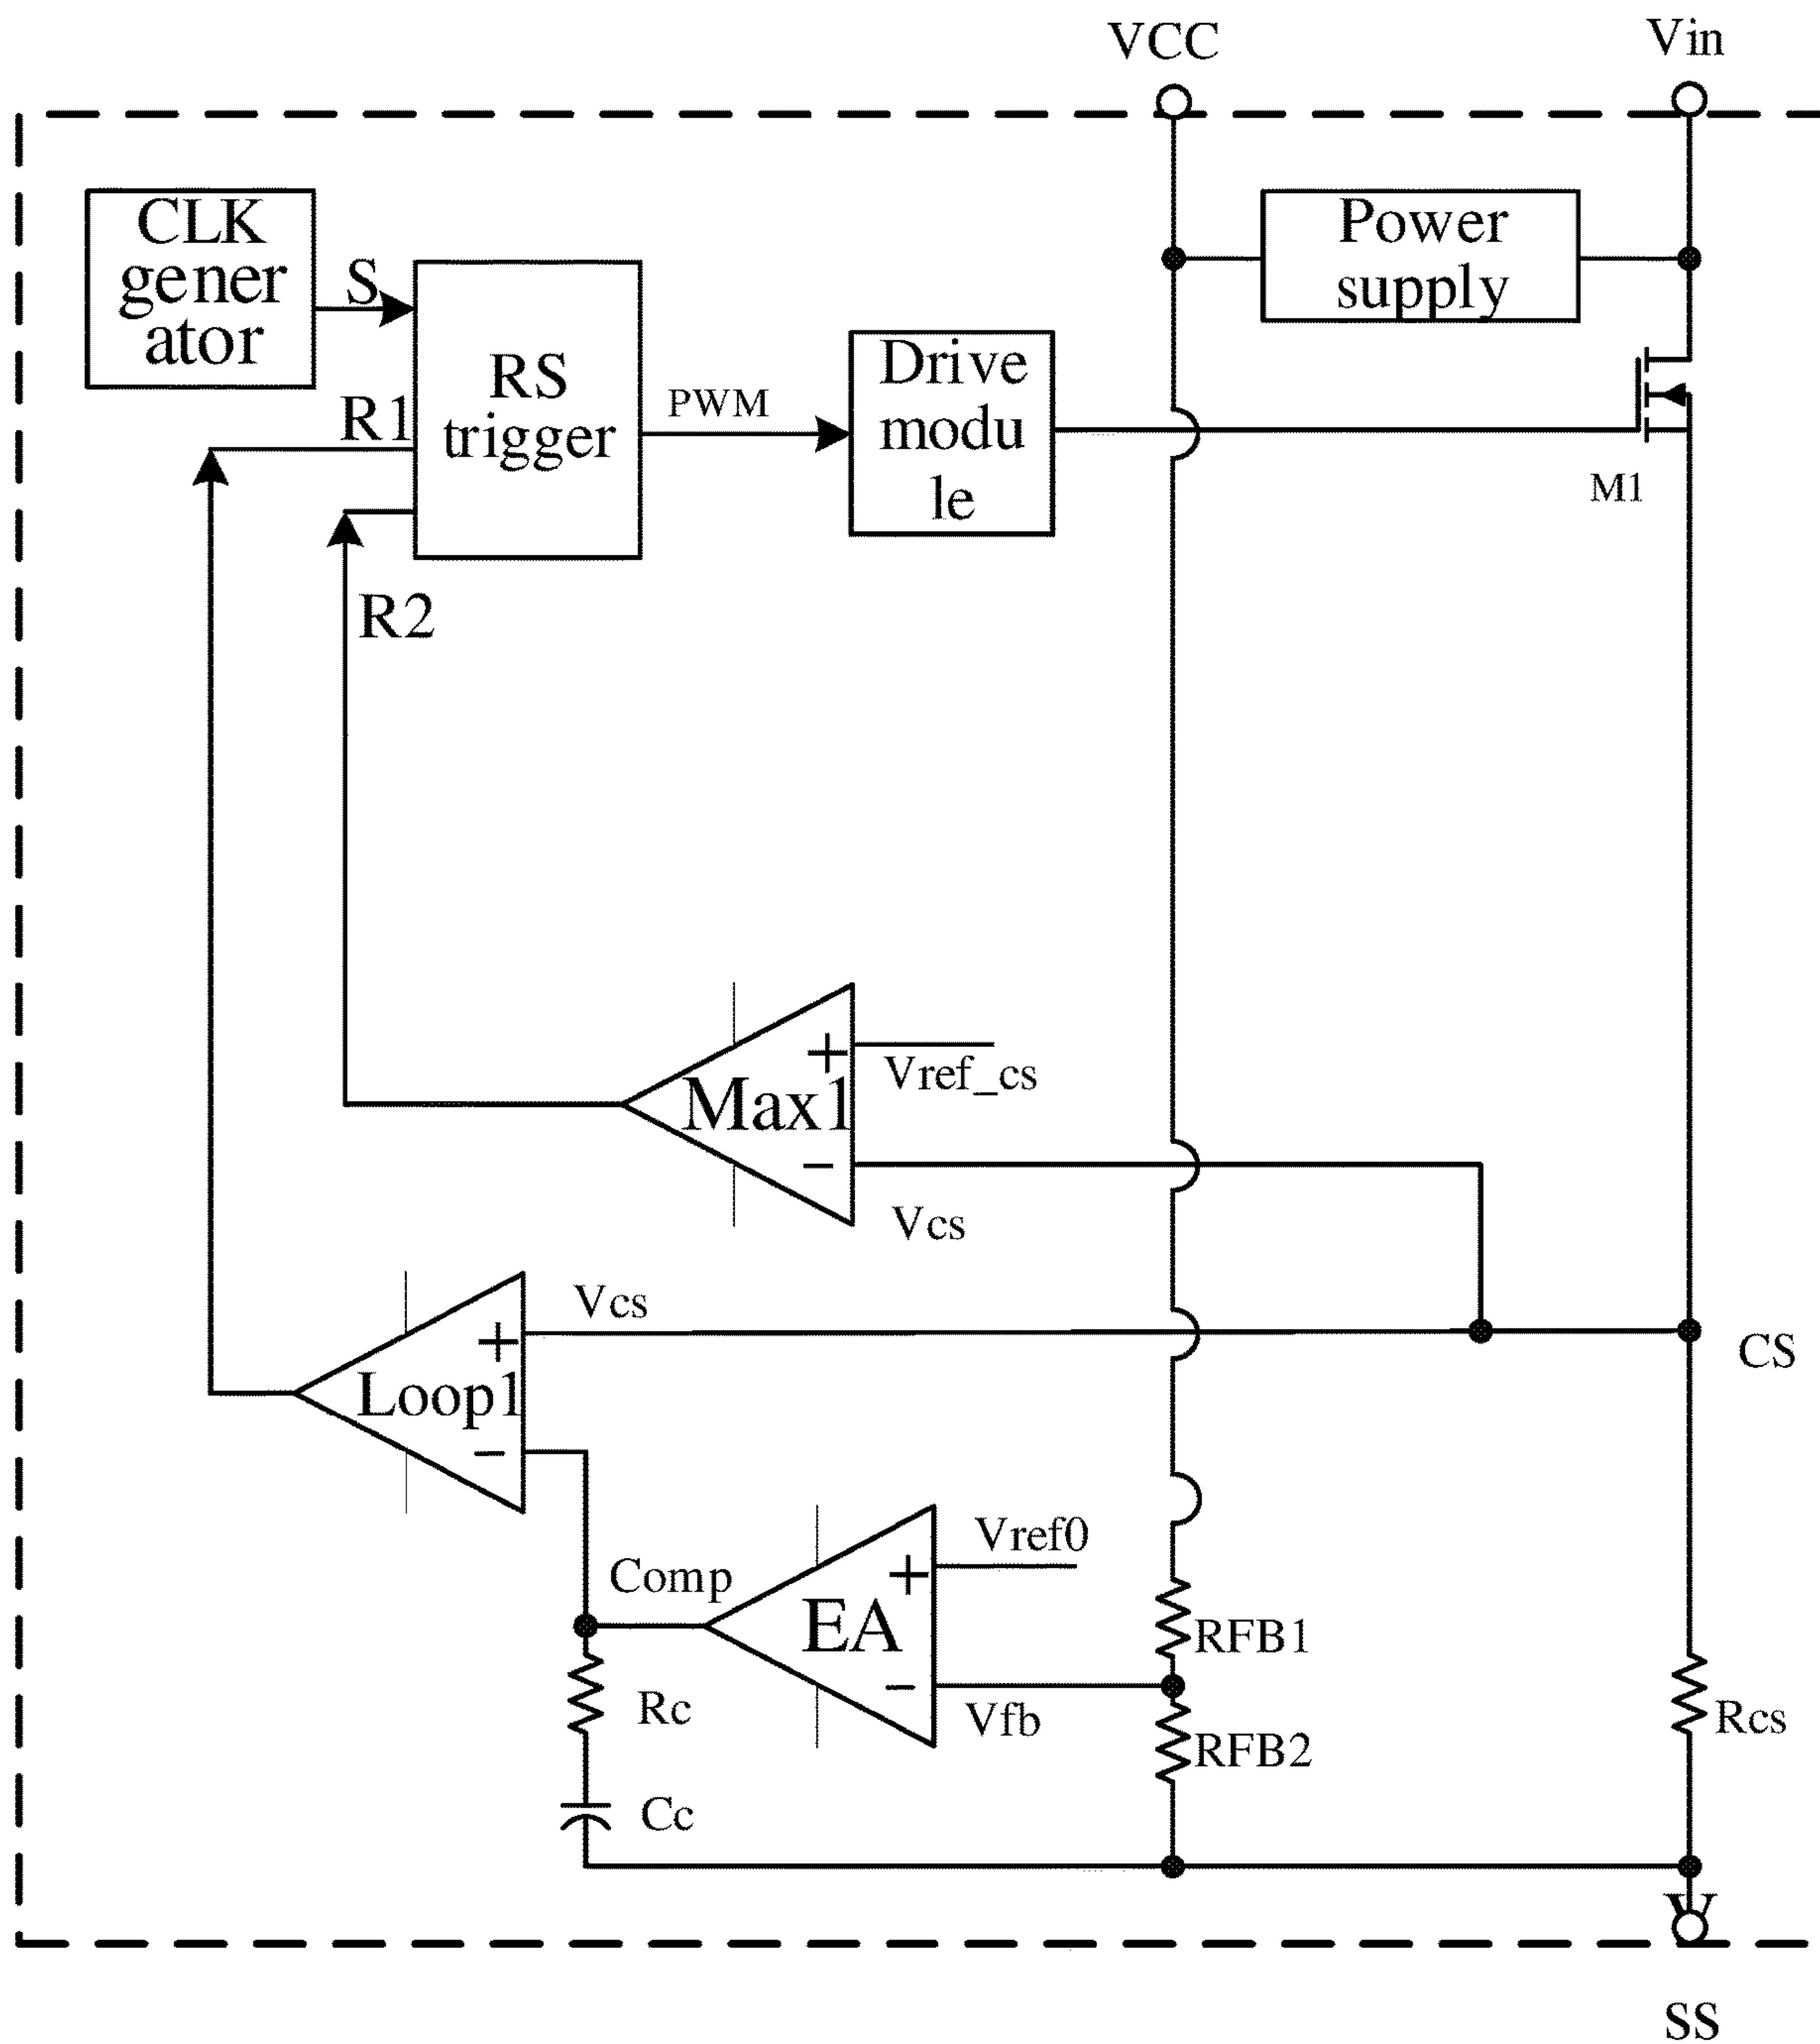 VCC
Vin
CLK
gener
ator
S
Power
supply
RS
trigger
R1
PWM
Drive
modu
le
M1
R2
+
Vref_cs
Max1
−
Vcs
Vcs
+
CS
Loop1
−
Vref0
Comp
+
EA
RFB1
−
Vfb
Rc
Rcs
RFB2
Cc
V
SS